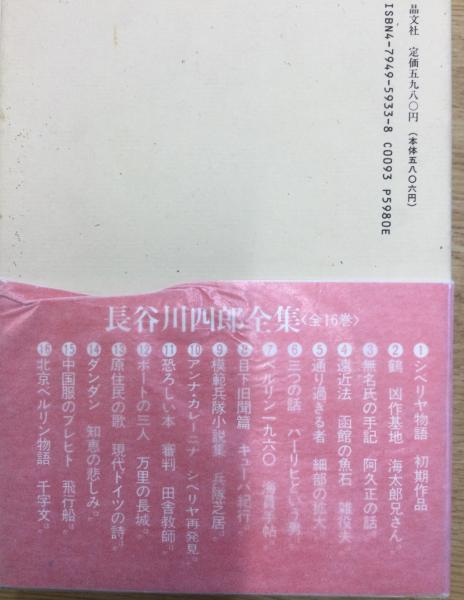 晶文社 定価五九八〇円（本体五八〇六円）
ISBN4-7949-5933-8 C0093 P5980E
長谷川四郎全集〈全16巻〉
①シベリヤ物語 初期作品
②鶴 凶作基地 海太郎兄さん。
③無名氏の手記 阿久正の話
④遠近法 函館の魚石 雑役夫。
⑤通り過ぎる者 細部の拡大。
⑥三つの話 ハーリヒという男。
⑦ベルリン一九六〇 海員手帖。
⑧目下旧聞篇 キューバ紀行。
⑨模範兵隊小説集 兵隊芝居。
⑩アンナ・カレーニナ シベリヤ再発見。
⑪恐ろしい本 審判 田舎教師。
⑫ボートの三人 万里の長城。
⑬原住民の歌 現代ドイツの詩。
⑭ダンダン 知恵の悲しみ。
⑮中国服のブレヒト 飛行船。
⑯北京ベルリン物語 千字文。